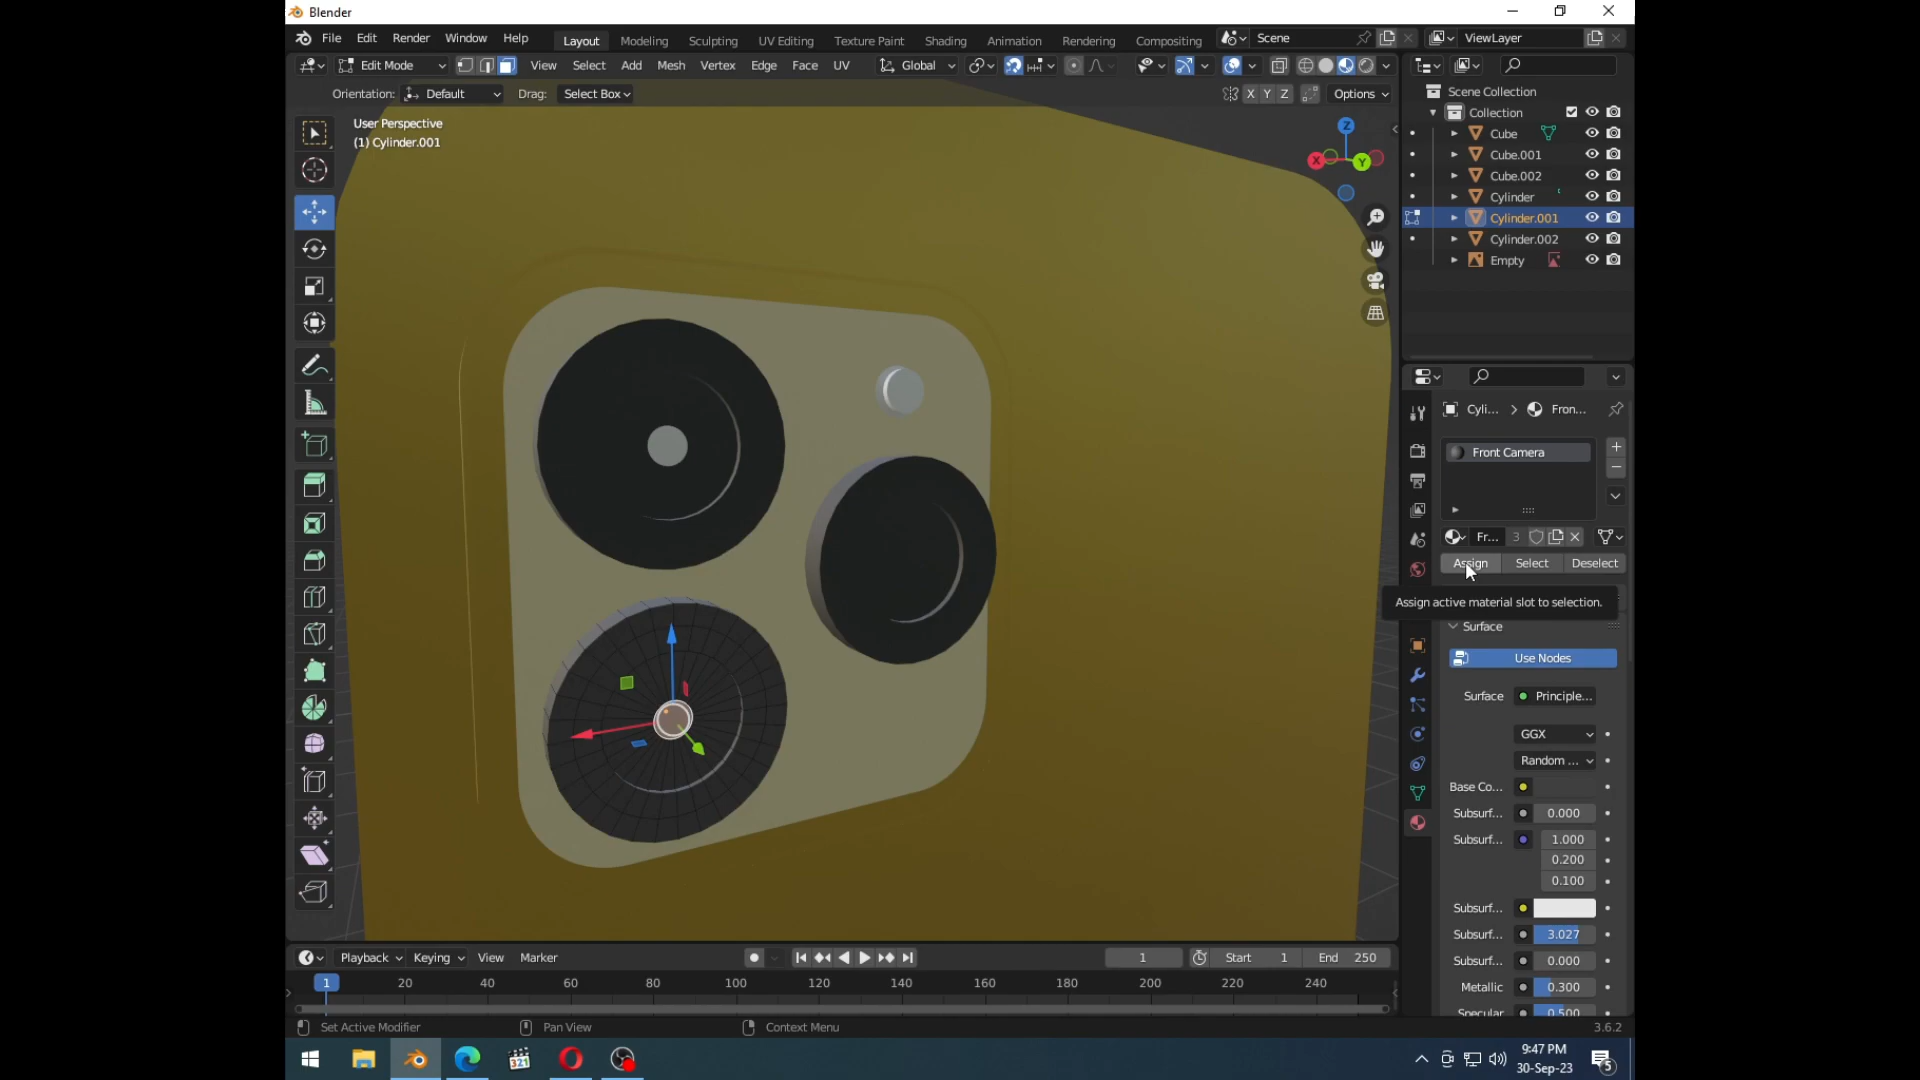 Blender
File Edit Render Window Help Layout Modeling Sculpting UV Editing Texture Paint Shading Animation Rendering Compositing Scene ViewLayer
Edit Mode View Select Add Mesh Vertex Edge Face UV Global
Orientation: Default Drag: Select Box X Y Z Options
User Perspective
(1) Cylinder.001
Z
X Y
Scene Collection
Collection
Cube
Cube.001
Cube.002
Cylinder
Cylinder.001
Cylinder.002
Empty
Cyli... Fron...
Front Camera
Fr... 3
Assign Select Deselect
Assign active material slot to selection.
Surface
Use Nodes
Surface Principle...
GGX
Random ...
Base Co...
Subsurf... 0.000
Subsurf... 1.000
0.200
0.100
Subsurf...
Subsurf... 3.027
Subsurf... 0.000
Metallic 0.300
Specular 0.500
Playback Keying View Marker 1 Start 1 End 250
1 20 40 60 80 100 120 140 160 180 200 220 240
Set Active Modifier Pan View Context Menu 3.6.2
321
9:47 PM
30-Sep-23
5